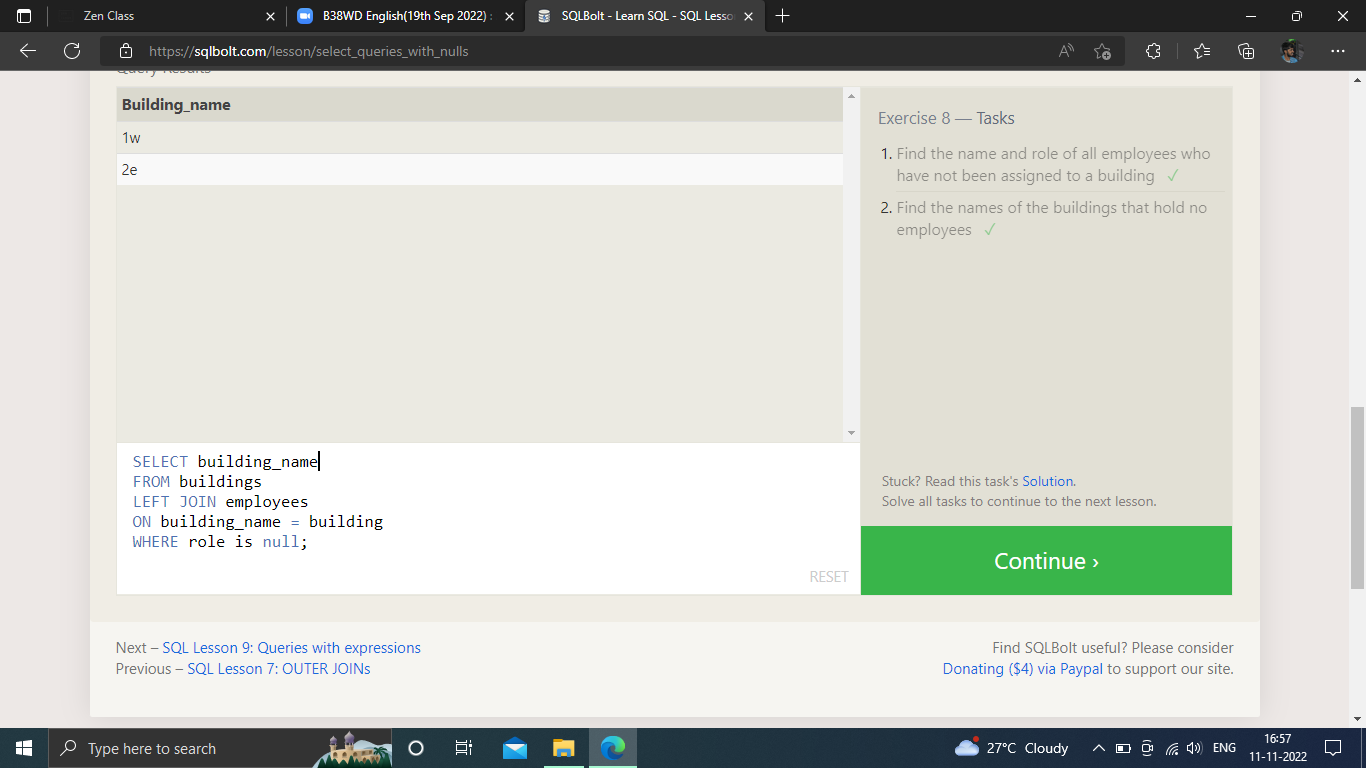 Zen Class
B38WD English(19th Sep 2022) :
SQLBolt - Learn SQL - SQL Lesso
https://sqlbolt.com/lesson/select_queries_with_nulls
Query Results
Building_name
1w
2e
Exercise 8 — Tasks
1. Find the name and role of all employees who
have not been assigned to a building ✓
2. Find the names of the buildings that hold no
employees ✓
SELECT building_name
FROM buildings
LEFT JOIN employees
ON building_name = building
WHERE role is null;
RESET
Stuck? Read this task's Solution.
Solve all tasks to continue to the next lesson.
Continue ›
Next – SQL Lesson 9: Queries with expressions
Previous – SQL Lesson 7: OUTER JOINs
Find SQLBolt useful? Please consider
Donating ($4) via Paypal to support our site.
Type here to search
27°C Cloudy
ENG
16:57
11-11-2022